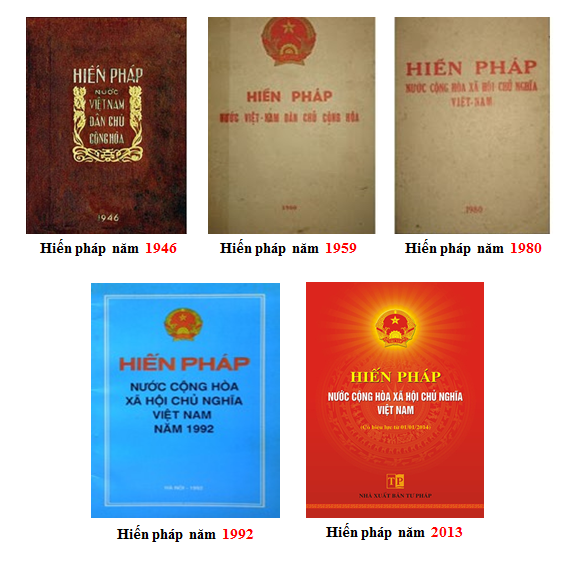 HIẾN PHÁP
NƯỚC
VIỆT NAM
DÂN CHỦ
CỘNG HÒA
1946
Hiến pháp năm 1946
HIẾN PHÁP
NƯỚC VIỆT-NAM DÂN CHỦ CỘNG HÒA
1960
Hiến pháp năm 1959
HIẾN PHÁP
NƯỚC CỘNG HÒA XÃ HỘI CHỦ NGHĨA
VIỆT-NAM
1980
Hiến pháp năm 1980
HIẾN PHÁP
NƯỚC CỘNG HÒA
XÃ HỘI CHỦ NGHĨA
VIỆT NAM
NĂM 1992
HÀ NỘI - 1992
Hiến pháp năm 1992
HIẾN PHÁP
NƯỚC CỘNG HÒA XÃ HỘI CHỦ NGHĨA
VIỆT NAM
(Có hiệu lực từ 01/01/2014)
TP
NHÀ XUẤT BẢN TƯ PHÁP
Hiến pháp năm 2013